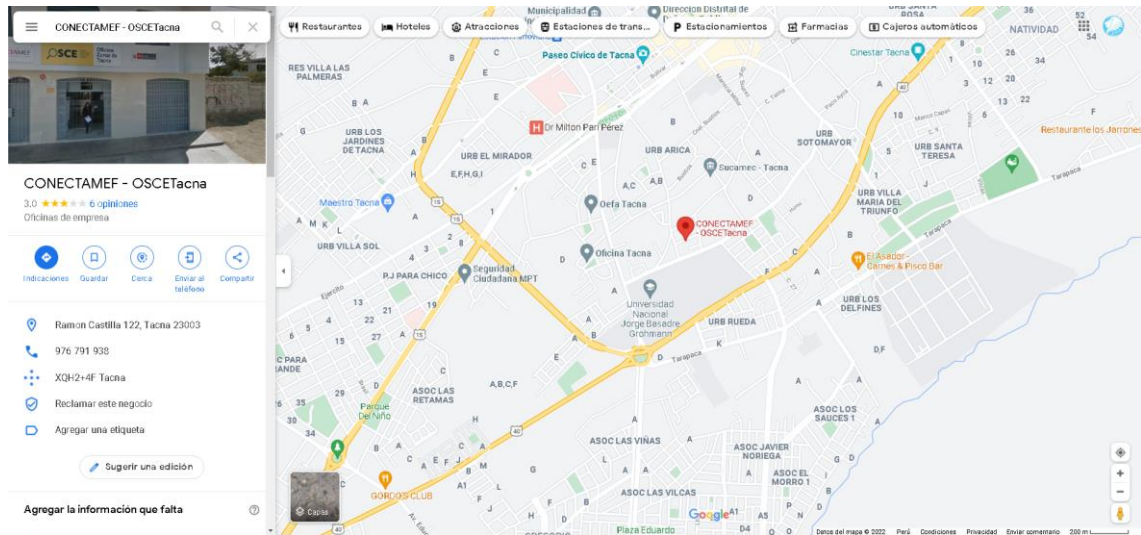 CONECTAMEF - OSCETacna
OSCE
CONECTAMEF - OSCETacna
3.0
6 opiniones
Oficinas de empresa
Indicaciones
Guardar
Cerca
Enviar al
teléfono
Compartir
Ramon Castilla 122, Tacna 23003
976 791 938
XQH2+4F Tacna
Reclamar este negocio
Agregar una etiqueta
Sugerir una edición
Agregar la información que falta
Restaurantes
Hoteles
Atracciones
Estaciones de trans...
Estacionamientos
Farmacias
Cajeros automáticos
Municipalidad
Dirección Distrital de
NATIVIDAD
Paseo Cívico de Tacna
Cinestar Tacna
RES VILLA LAS
PALMERAS
Dr Milton Pari Pérez
Restaurante los Jarrones
URB LOS
JARDINES
DE TACNA
URB EL MIRADOR
E,F,H,G,I
URB ARICA
URB
SOTOMAYOR
URB SANTA
TERESA
Sucamec - Tacna
Tarapaca
Maestro Tacna
Oefa Tacna
URB VILLA
MARIA DEL
TRIUNFO
CONECTAMEF
- OSCETacna
URB VILLA SOL
Oficina Tacna
El Asador -
Carnes & Pisco Bar
P.J PARA CHICO
Seguridad
Ciudadana MPT
Universidad
Nacional
Jorge Basadre
Grohmann
URB RUEDA
URB LOS
DELFINES
Tarapaca
D,F
A,B,C,F
ASOC LAS
RETAMAS
Parque
Del Niño
ASOC LOS
SAUCES 1
ASOC LAS VIÑAS
ASOC JAVIER
NORIEGA
ASOC EL
MORRO 1
GORDOS CLUB
ASOC LAS VILCAS
Capas
Google
Plaza Eduardo
Datos del mapa © 2022
Perú
Condiciones
Privacidad
Enviar comentario
200 m